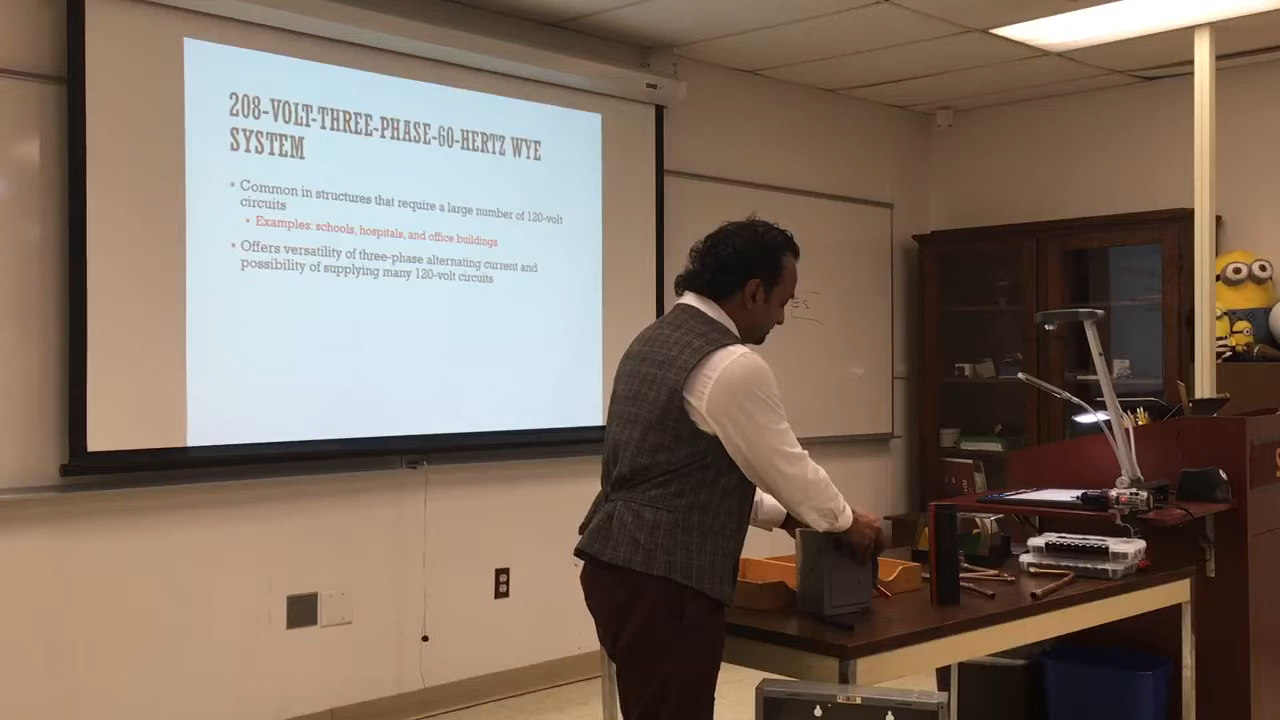 208-VOLT-THREE-PHASE-60-HERTZ WYE
SYSTEM
• Common in structures that require a large number of 120-volt
circuits
• Examples: schools, hospitals, and office buildings
• Offers versatility of three-phase alternating current and
possibility of supplying many 120-volt circuits